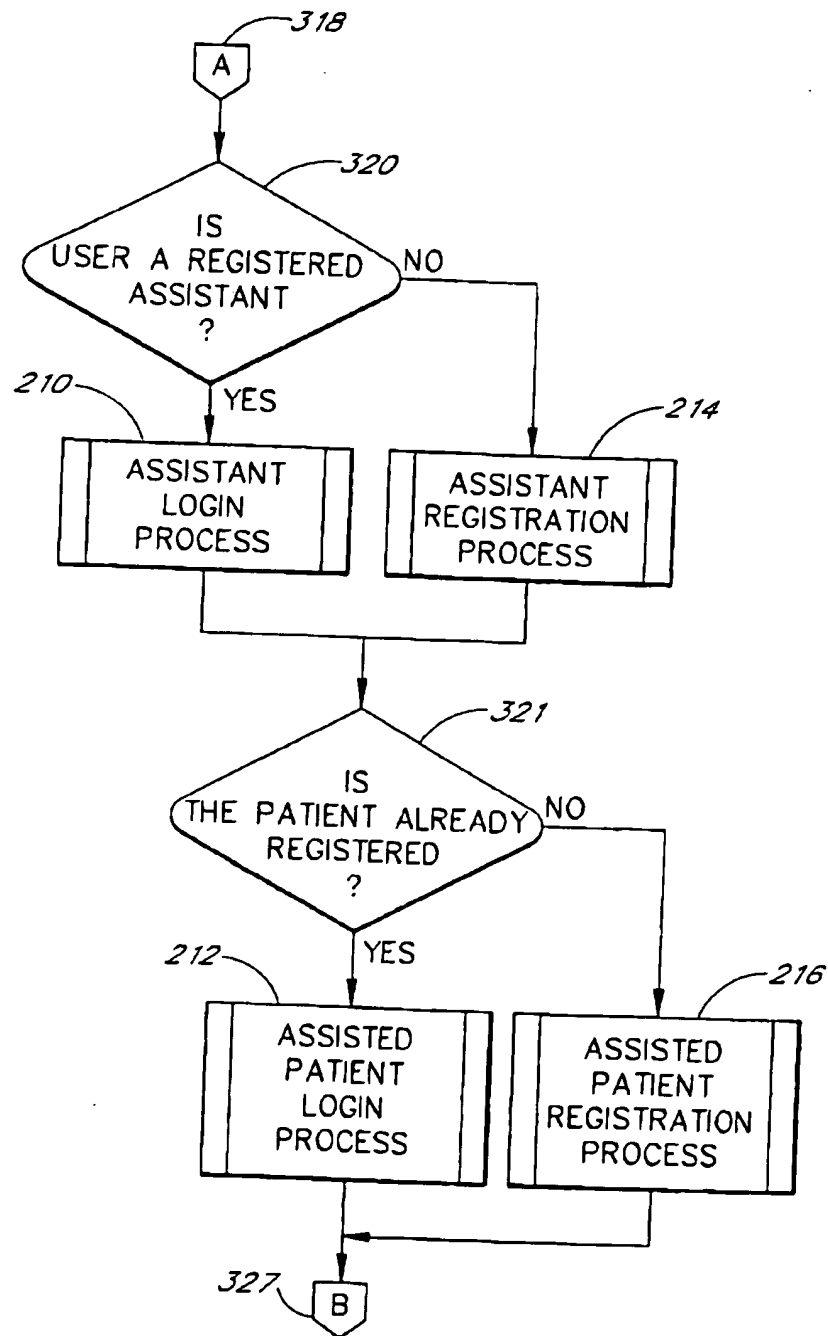 318
A
320
IS
USER A REGISTERED
ASSISTANT
?
NO
YES
210
214
ASSISTANT
LOGIN
PROCESS
ASSISTANT
REGISTRATION
PROCESS
321
IS
THE PATIENT ALREADY
REGISTERED
?
NO
YES
212
216
ASSISTED
PATIENT
LOGIN
PROCESS
ASSISTED
PATIENT
REGISTRATION
PROCESS
327
B